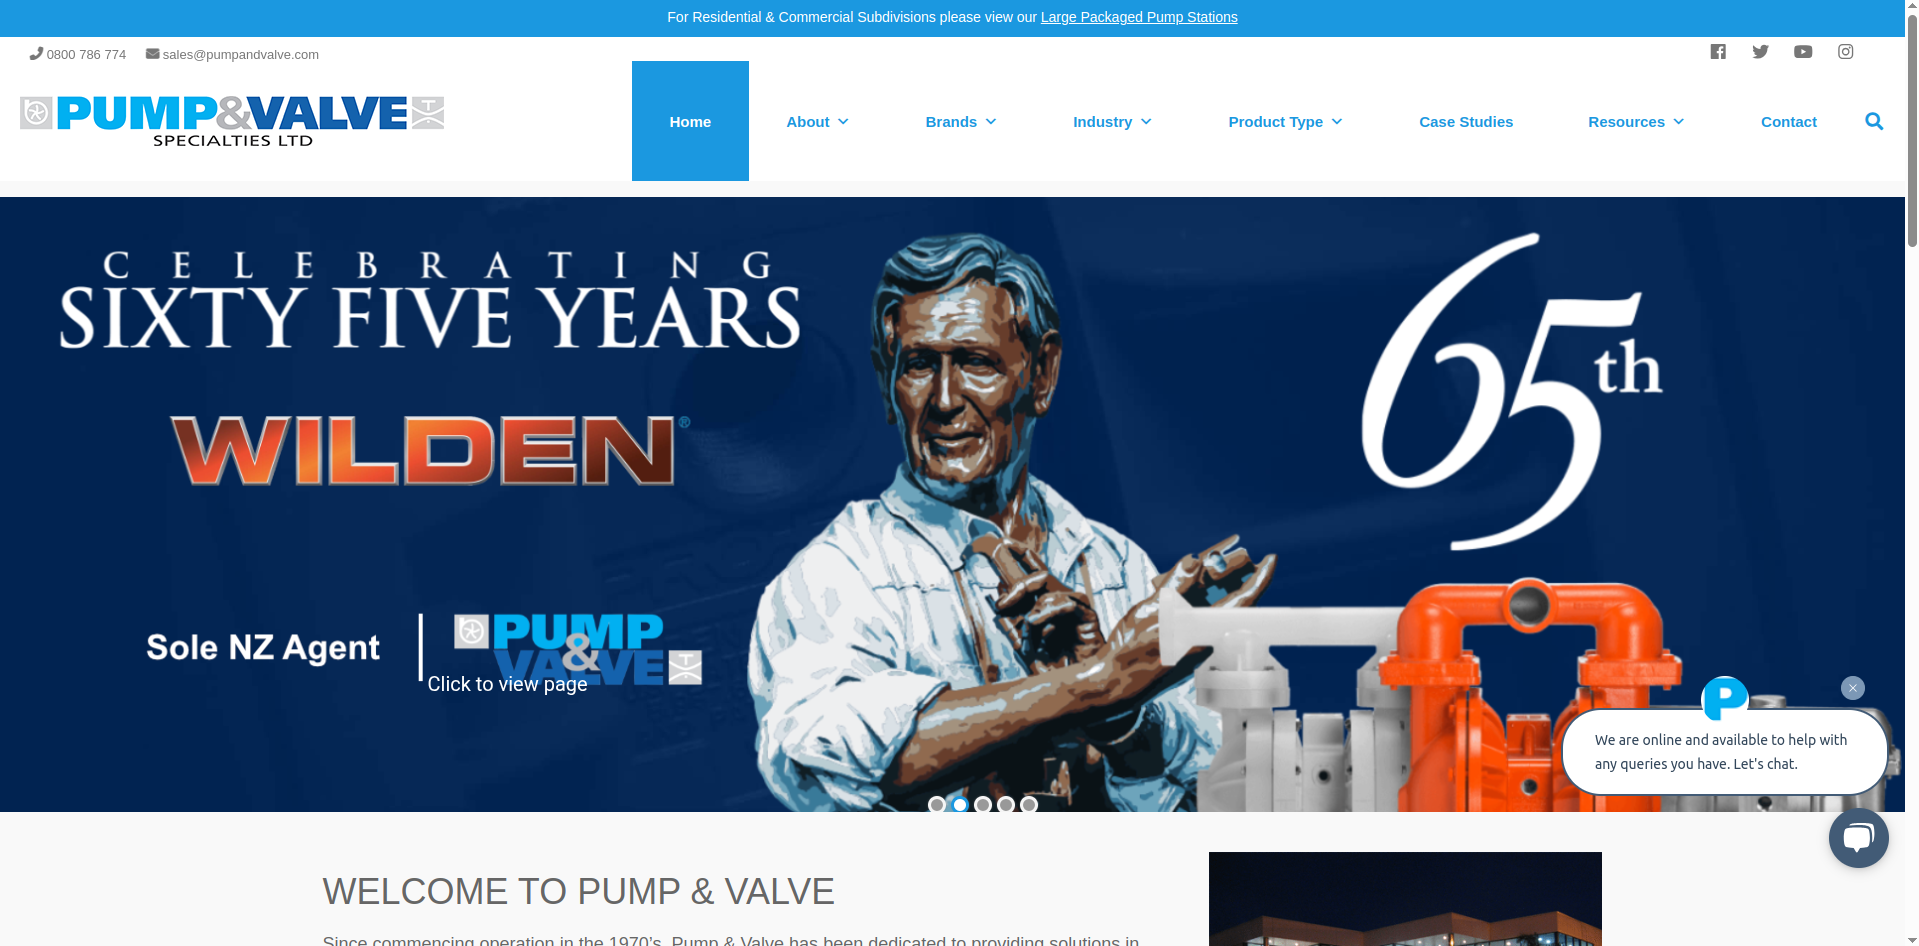 For Residential & Commercial Subdivisions please view our Large Packaged Pump Stations
0800 786 774 sales@pumpandvalve.com
PUMP&VALVE
SPECIALTIES LTD
Home About Brands Industry Product Type Case Studies Resources Contact
CELEBRATING
SIXTY FIVE YEARS
65th
WILDEN®
Sole NZ Agent
PUMP
&
VALVE
Click to view page
We are online and available to help with
any queries you have. Let's chat.
WELCOME TO PUMP & VALVE
Since commencing operation in the 1970's, Pump & Valve has been dedicated to providing solutions in